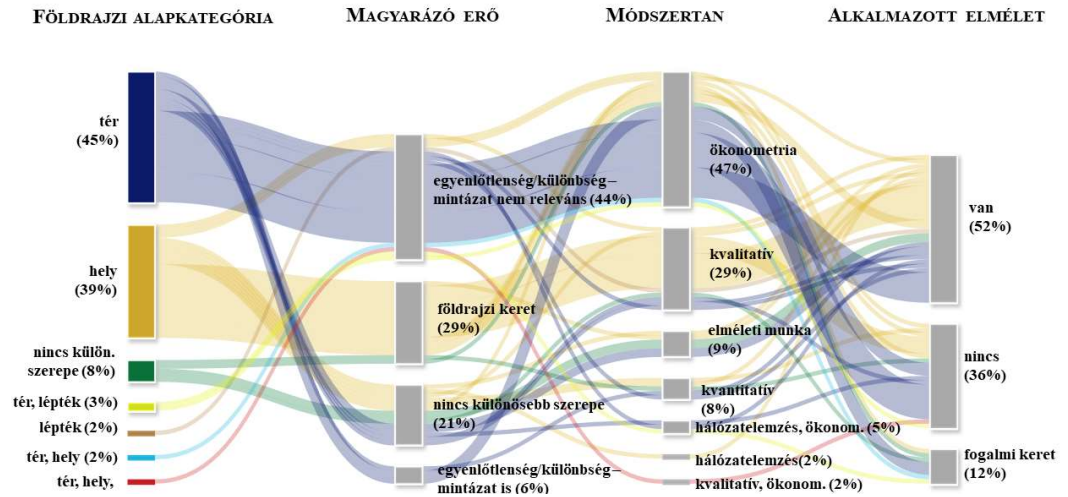 FÖLDRAJZI ALAPKATEGÓRIA
MAGYARÁZÓ ERŐ
MÓDSZERTAN
ALKALMAZOTT ELMÉLET
tér
(45%)
hely
(39%)
nincs külön.
szerepe (8%)
tér, lépték (3%)
lépték (2%)
tér, hely (2%)
tér, hely,
egyenlőtlenség/különbség–
mintázat nem releváns (44%)
földrajzi keret
(29%)
nincs különösebb szerepe
(21%)
egyenlőtlenség/különbség–
mintázat is (6%)
ökonometria
(47%)
kvalitatív
(29%)
elméleti munka
(9%)
kvantitatív
(8%)
hálózatelemzés, ökonom. (5%)
hálózatelemzés(2%)
kvalitatív, ökonom. (2%)
van
(52%)
nincs
(36%)
fogalmi keret
(12%)